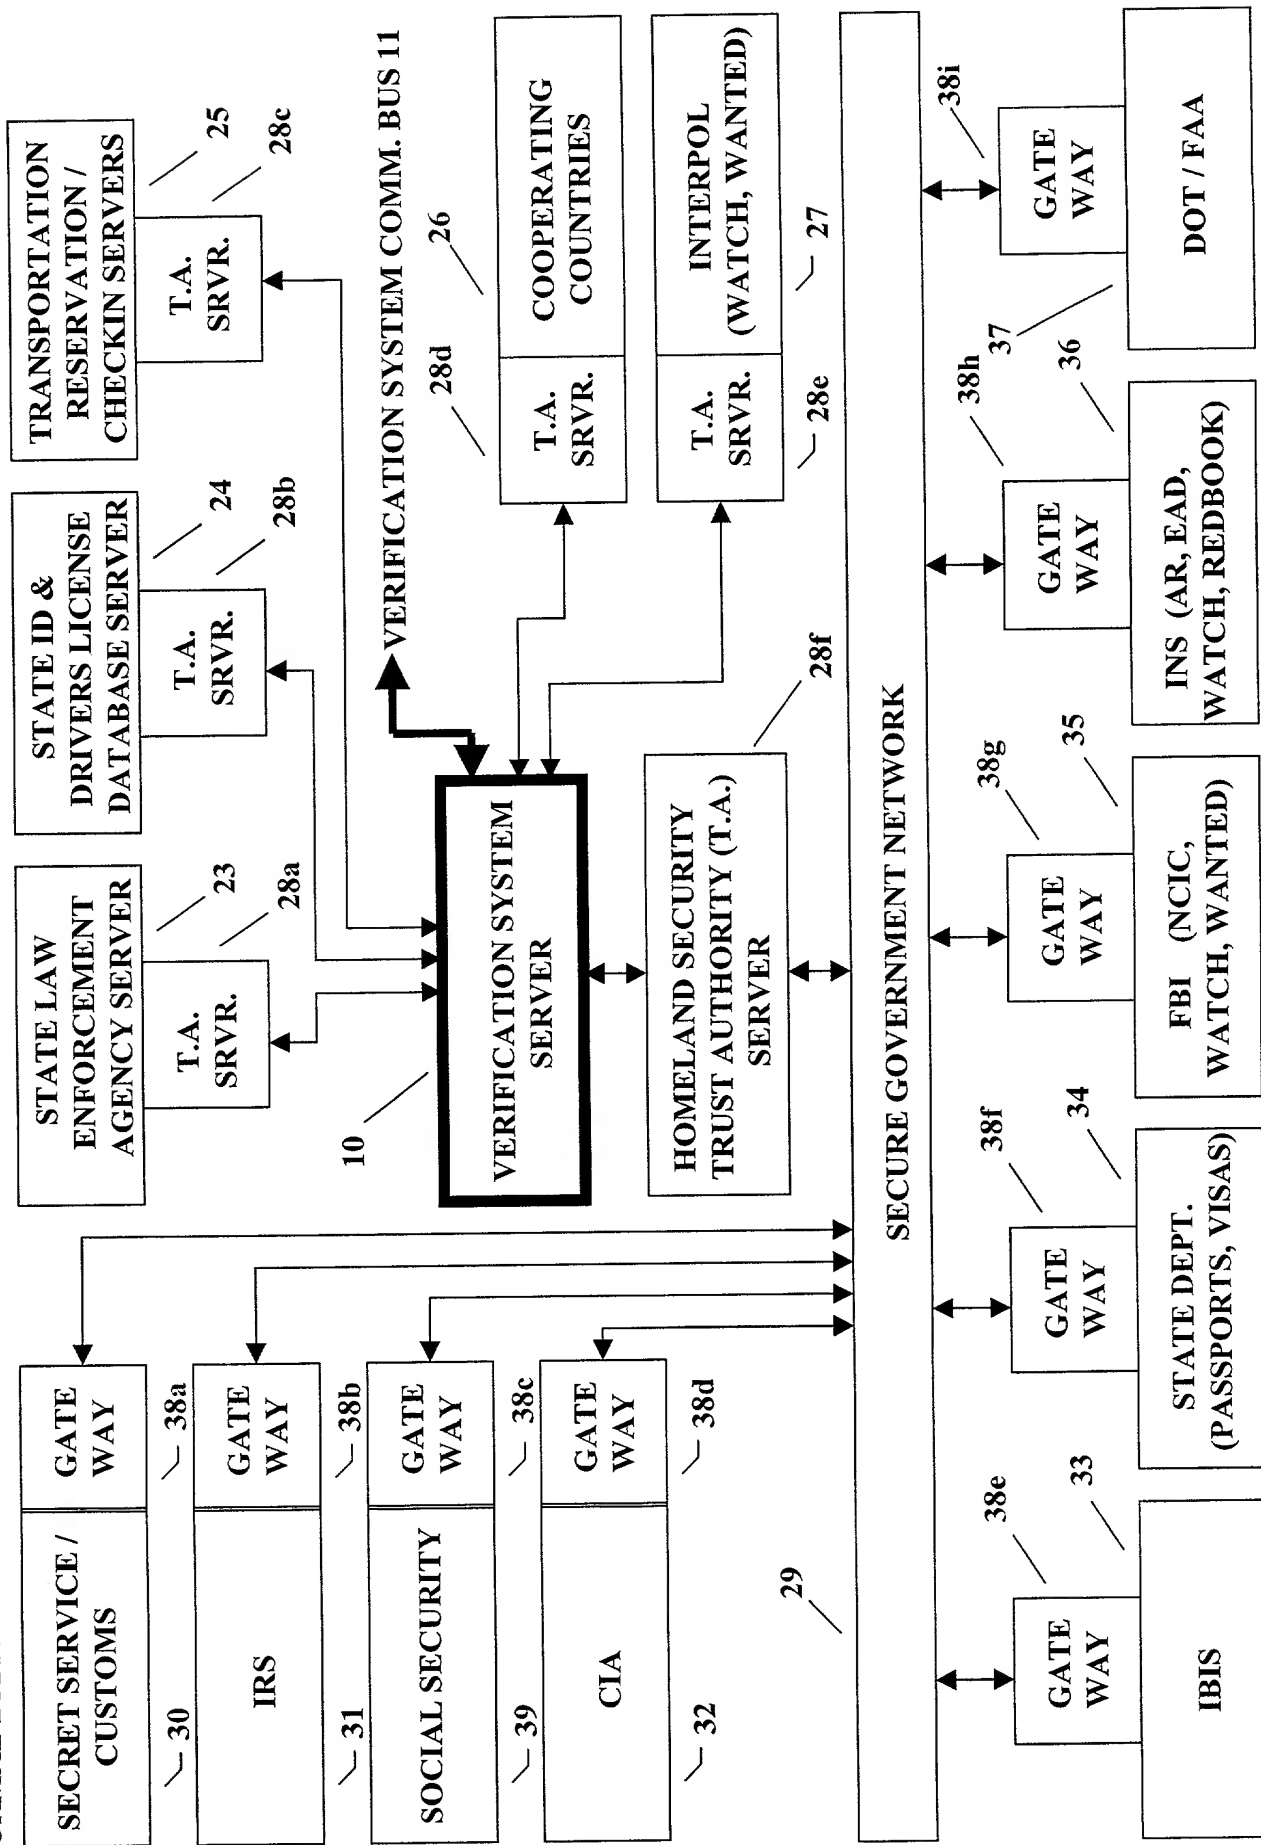 SECRET SERVICE /
CUSTOMS
GATE
WAY
30
38a
IRS
GATE
WAY
31
38b
SOCIAL SECURITY
GATE
WAY
39
38c
CIA
GATE
WAY
32
38d
STATE LAW
ENFORCEMENT
AGENCY SERVER
23
T.A.
SRVR.
28a
STATE ID &
DRIVERS LICENSE
DATABASE SERVER
24
T.A.
SRVR.
28b
TRANSPORTATION
RESERVATION /
CHECKIN SERVERS
25
T.A.
SRVR.
28c
VERIFICATION SYSTEM COMM. BUS 11
10
VERIFICATION SYSTEM
SERVER
28d
26
T.A.
SRVR.
COOPERATING
COUNTRIES
T.A.
SRVR.
INTERPOL
(WATCH, WANTED)
28e
27
HOMELAND SECURITY
TRUST AUTHORITY (T.A.)
SERVER
28f
29
SECURE GOVERNMENT NETWORK
38e
GATE
WAY
33
IBIS
38f
GATE
WAY
34
STATE DEPT.
(PASSPORTS, VISAS)
38g
GATE
WAY
35
FBI (NCIC,
WATCH, WANTED)
38h
GATE
WAY
36
INS (AR, EAD,
WATCH, REDBOOK)
38i
GATE
WAY
37
DOT / FAA